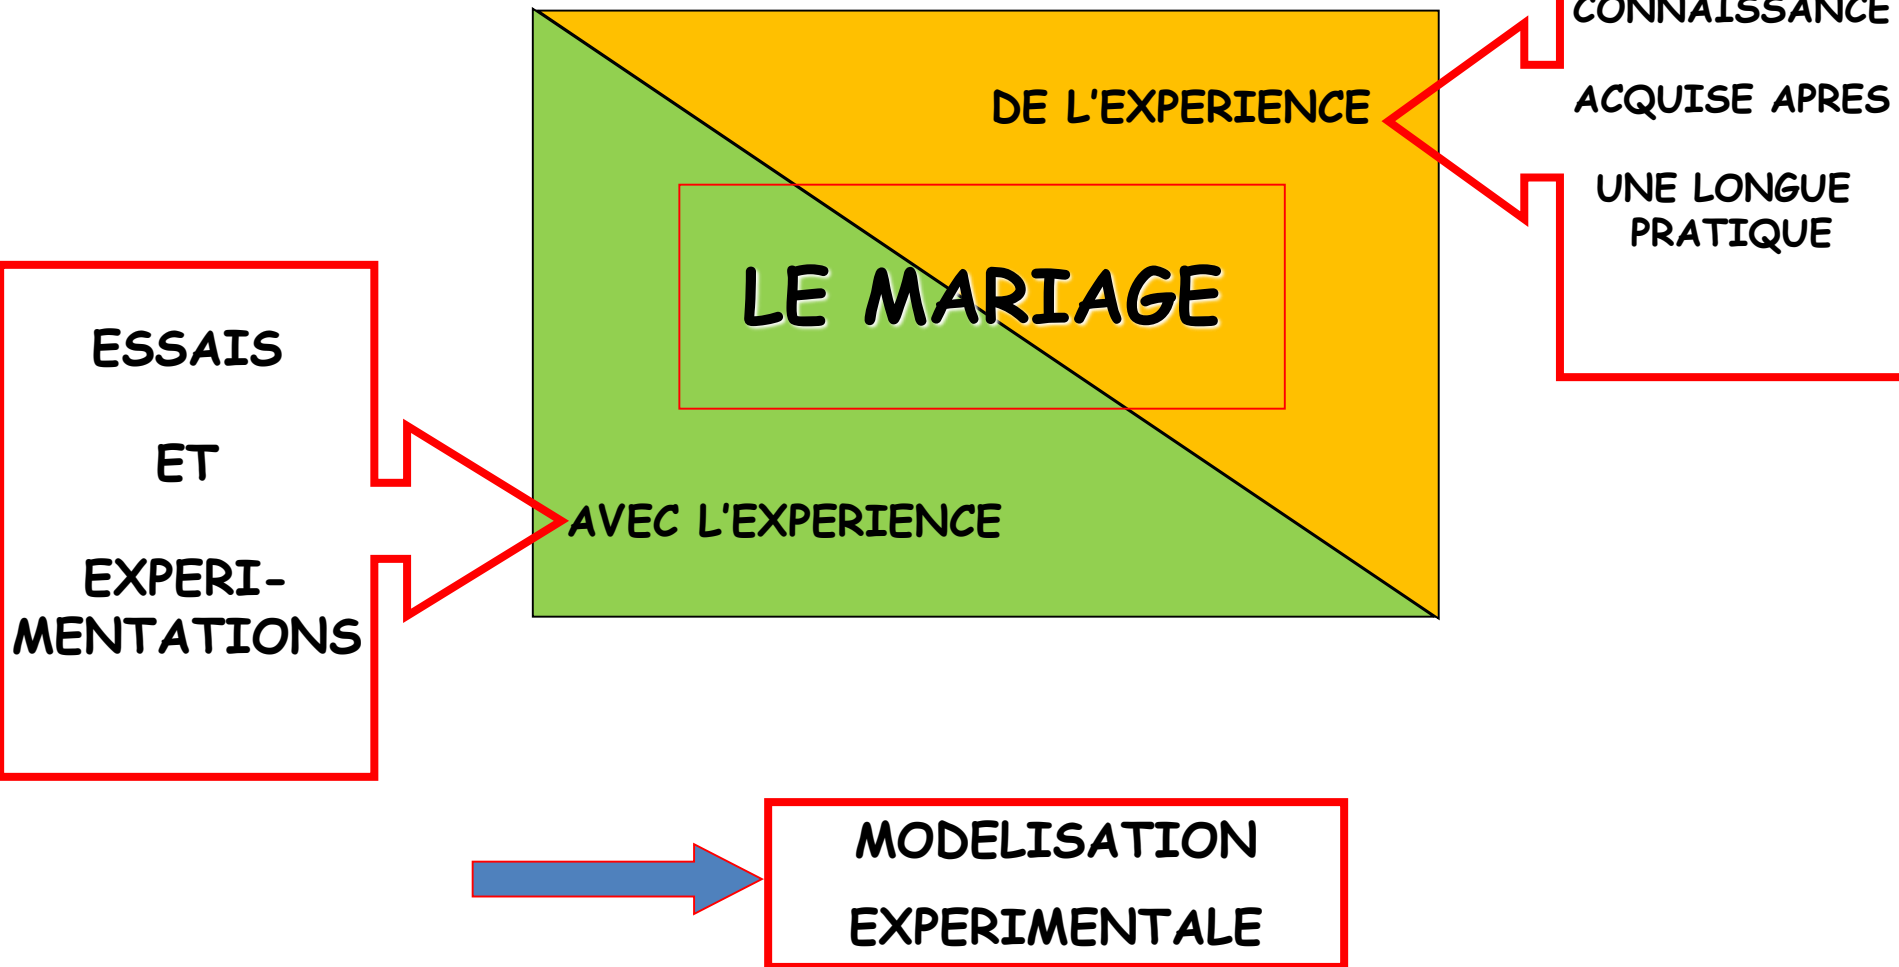 CONNAISSANCE
ACQUISE APRES
UNE LONGUE
PRATIQUE
DE L'EXPERIENCE
LE MARIAGE
AVEC L'EXPERIENCE
ESSAIS
ET
EXPERI-
MENTATIONS
MODELISATION
EXPERIMENTALE